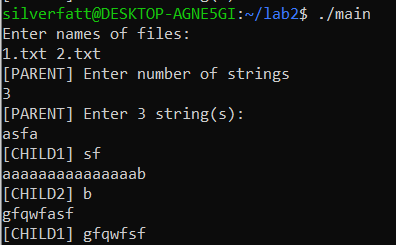 silverfatt@DESKTOP-AGNE5GI:~/lab2$ ./main
Enter names of files:
1.txt 2.txt
[PARENT] Enter number of strings
3
[PARENT] Enter 3 string(s):
asfa
[CHILD1] sf
aaaaaaaaaaaaaaab
[CHILD2] b
gfqwfasf
[CHILD1] gfqwfsf